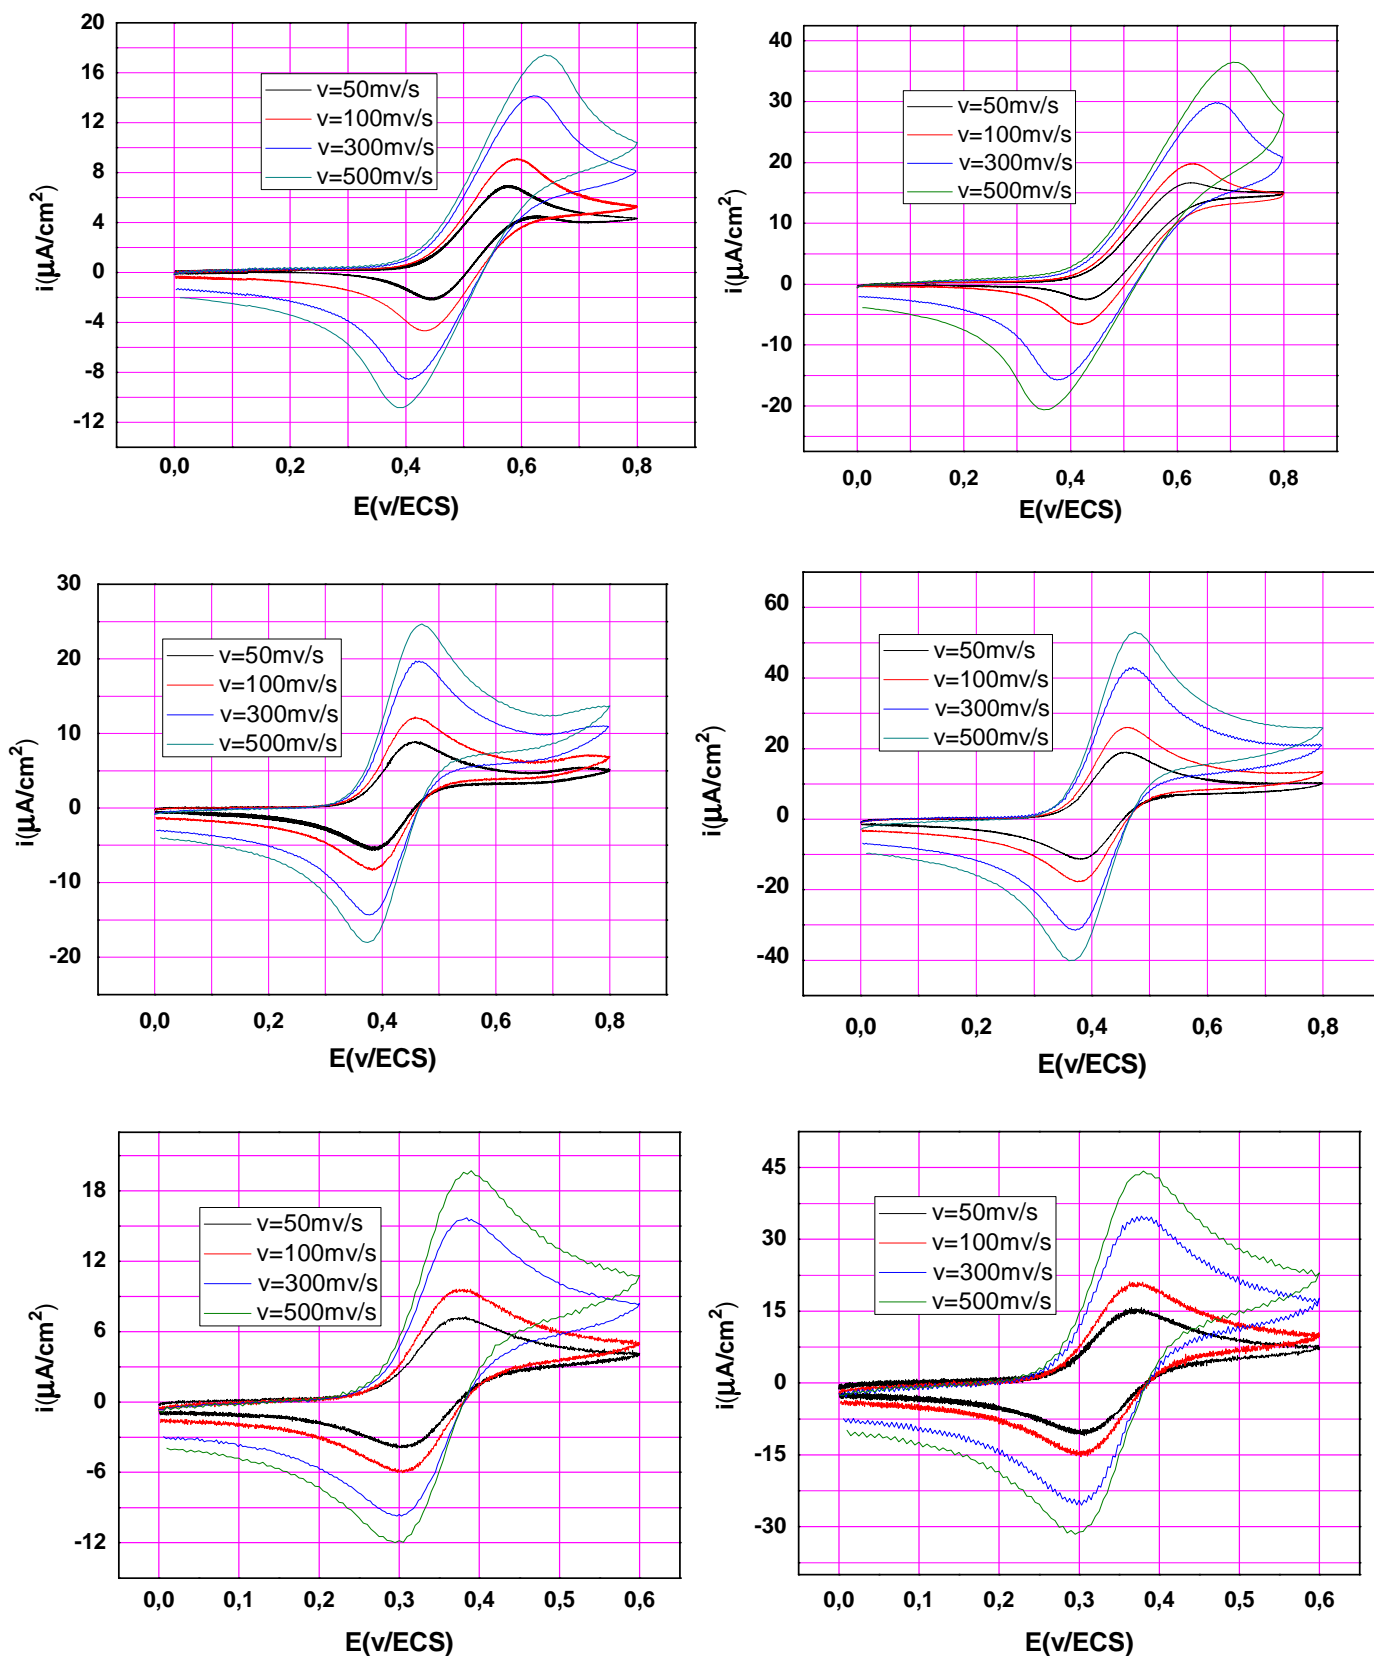 20
16
12
8
4
0
-4
-8
-12
i(μA/cm²)
v=50mv/s
v=100mv/s
v=300mv/s
v=500mv/s
0,0 0,2 0,4 0,6 0,8
E(v/ECS)
40
30
20
10
0
-10
-20
i(μA/cm²)
v=50mv/s
v=100mv/s
v=300mv/s
v=500mv/s
0,0 0,2 0,4 0,6 0,8
E(v/ECS)
30
20
10
0
-10
-20
i(μA/cm²)
v=50mv/s
v=100mv/s
v=300mv/s
v=500mv/s
0,0 0,2 0,4 0,6 0,8
E(v/ECS)
60
40
20
0
-20
-40
i(μA/cm²)
v=50mv/s
v=100mv/s
v=300mv/s
v=500mv/s
0,0 0,2 0,4 0,6 0,8
E(v/ECS)
18
12
6
0
-6
-12
i(μA/cm²)
v=50mv/s
v=100mv/s
v=300mv/s
v=500mv/s
0,0 0,1 0,2 0,3 0,4 0,5 0,6
E(v/ECS)
45
30
15
0
-15
-30
i(μA/cm²)
v=50mv/s
v=100mv/s
v=300mv/s
v=500mv/s
0,0 0,1 0,2 0,3 0,4 0,5 0,6
E(v/ECS)